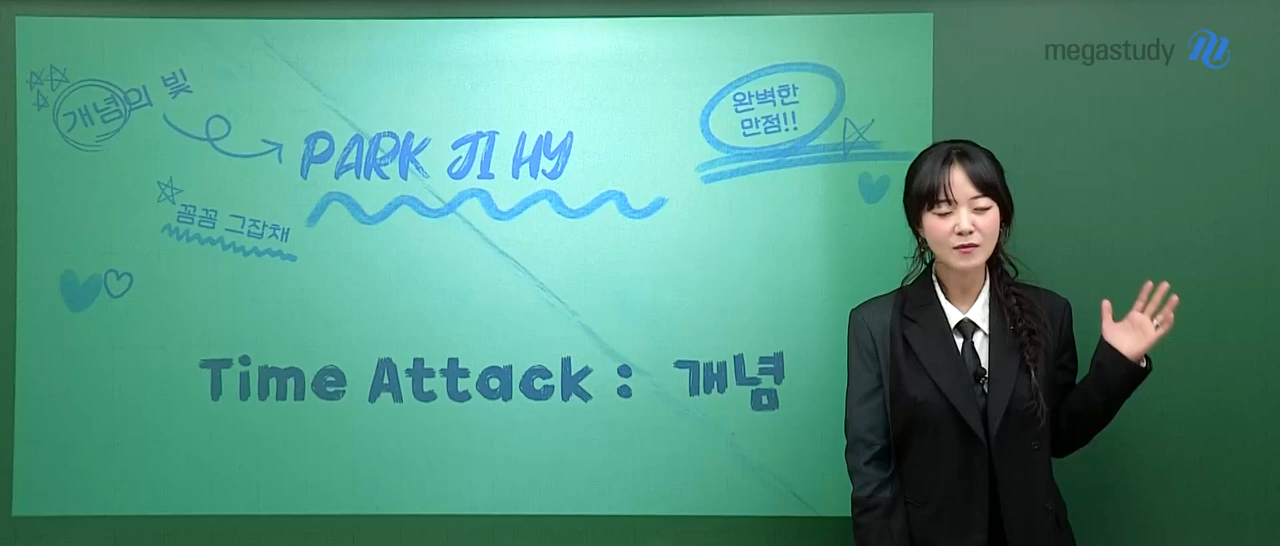 megastudy
개념의 빛
PARK JI HY
완벽한
만점!!
꼼꼼 그잡채
Time Attack : 개념